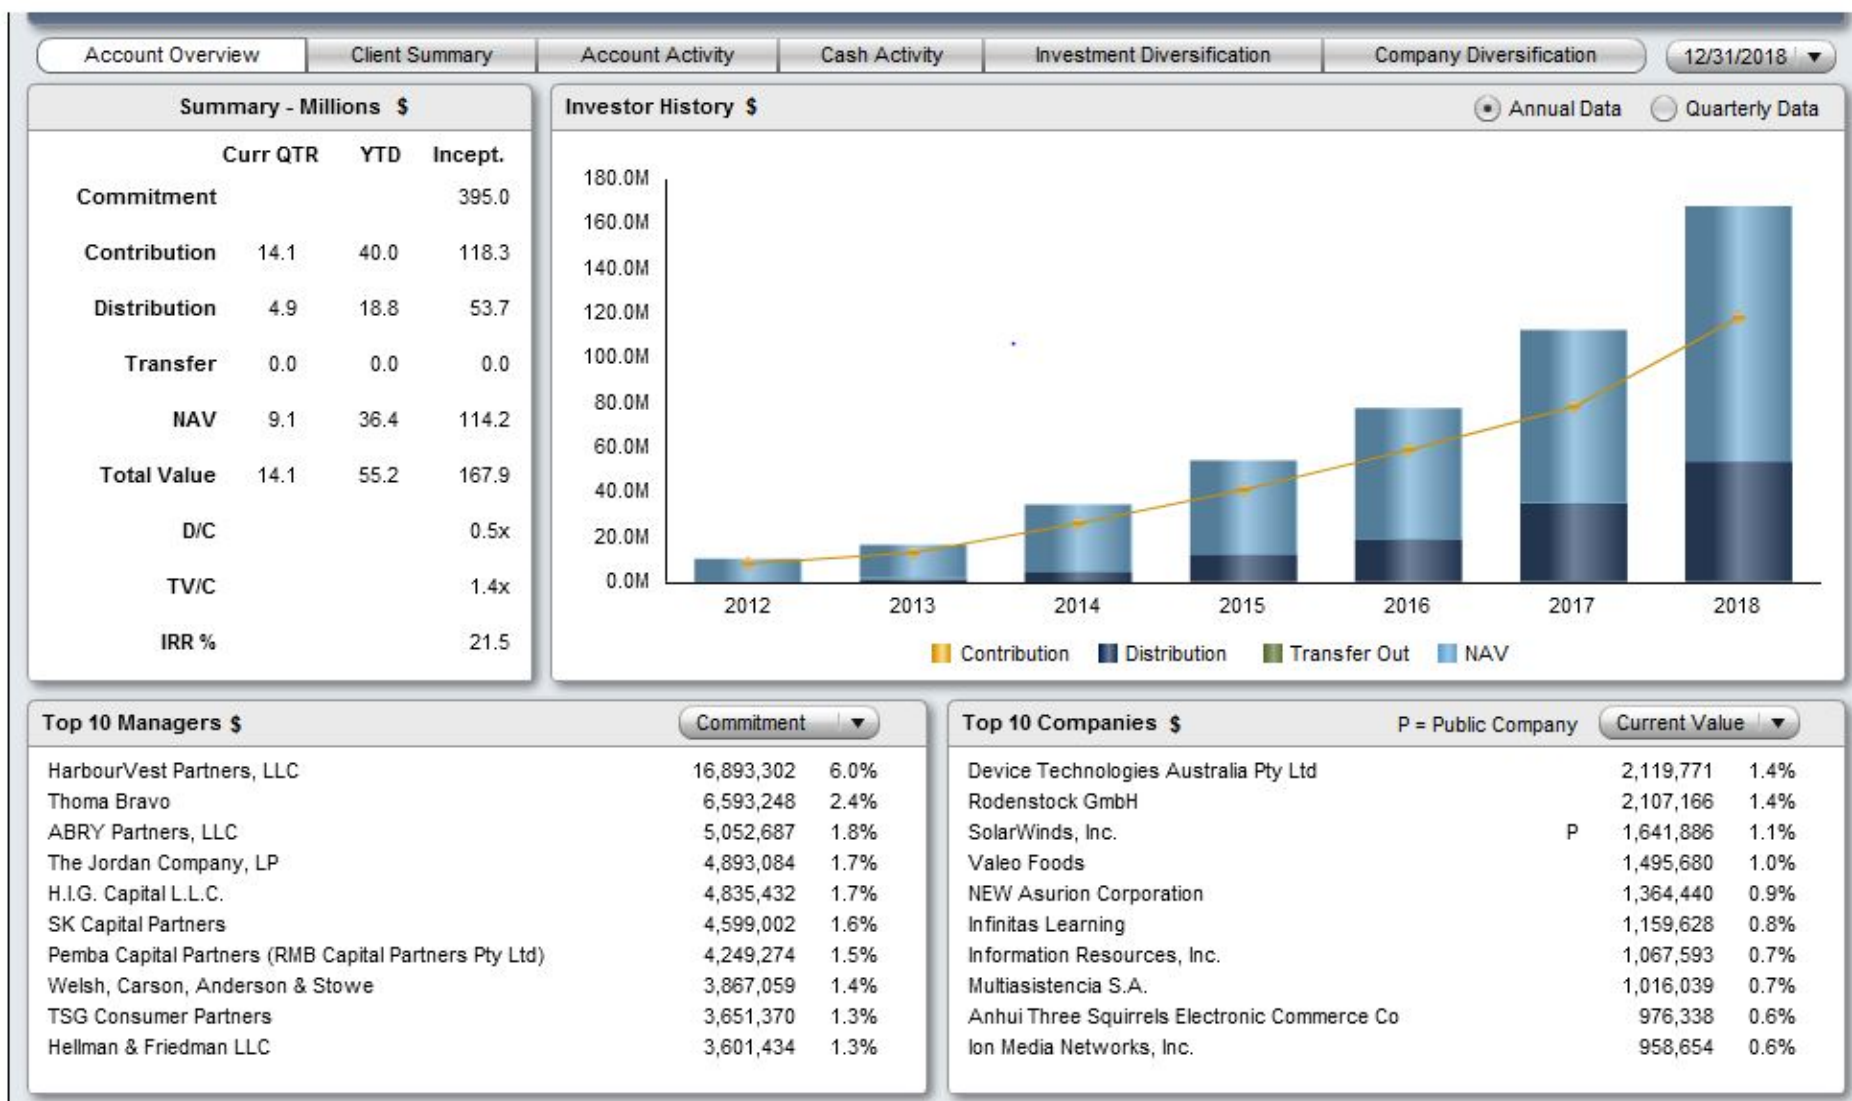 Account Overview Client Summary Account Activity Cash Activity Investment Diversification Company Diversification 12/31/2018
Summary - Millions $
Curr QTR YTD Incept.
Commitment 395.0
Contribution 14.1 40.0 118.3
Distribution 4.9 18.8 53.7
Transfer 0.0 0.0 0.0
NAV 9.1 36.4 114.2
Total Value 14.1 55.2 167.9
D/C 0.5x
TV/C 1.4x
IRR % 21.5
Investor History $ Annual Data Quarterly Data
180.0M
160.0M
140.0M
120.0M
100.0M
80.0M
60.0M
40.0M
20.0M
0.0M
2012 2013 2014 2015 2016 2017 2018
Contribution Distribution Transfer Out NAV
Top 10 Managers $ Commitment
HarbourVest Partners, LLC 16,893,302 6.0%
Thoma Bravo 6,593,248 2.4%
ABRY Partners, LLC 5,052,687 1.8%
The Jordan Company, LP 4,893,084 1.7%
H.I.G. Capital L.L.C. 4,835,432 1.7%
SK Capital Partners 4,599,002 1.6%
Pemba Capital Partners (RMB Capital Partners Pty Ltd) 4,249,274 1.5%
Welsh, Carson, Anderson & Stowe 3,867,059 1.4%
TSG Consumer Partners 3,651,370 1.3%
Hellman & Friedman LLC 3,601,434 1.3%
Top 10 Companies $ P = Public Company Current Value
Device Technologies Australia Pty Ltd 2,119,771 1.4%
Rodenstock GmbH 2,107,166 1.4%
SolarWinds, Inc. P 1,641,886 1.1%
Valeo Foods 1,495,680 1.0%
NEW Asurion Corporation 1,364,440 0.9%
Infinitas Learning 1,159,628 0.8%
Information Resources, Inc. 1,067,593 0.7%
Multiasistencia S.A. 1,016,039 0.7%
Anhui Three Squirrels Electronic Commerce Co 976,338 0.6%
Ion Media Networks, Inc. 958,654 0.6%